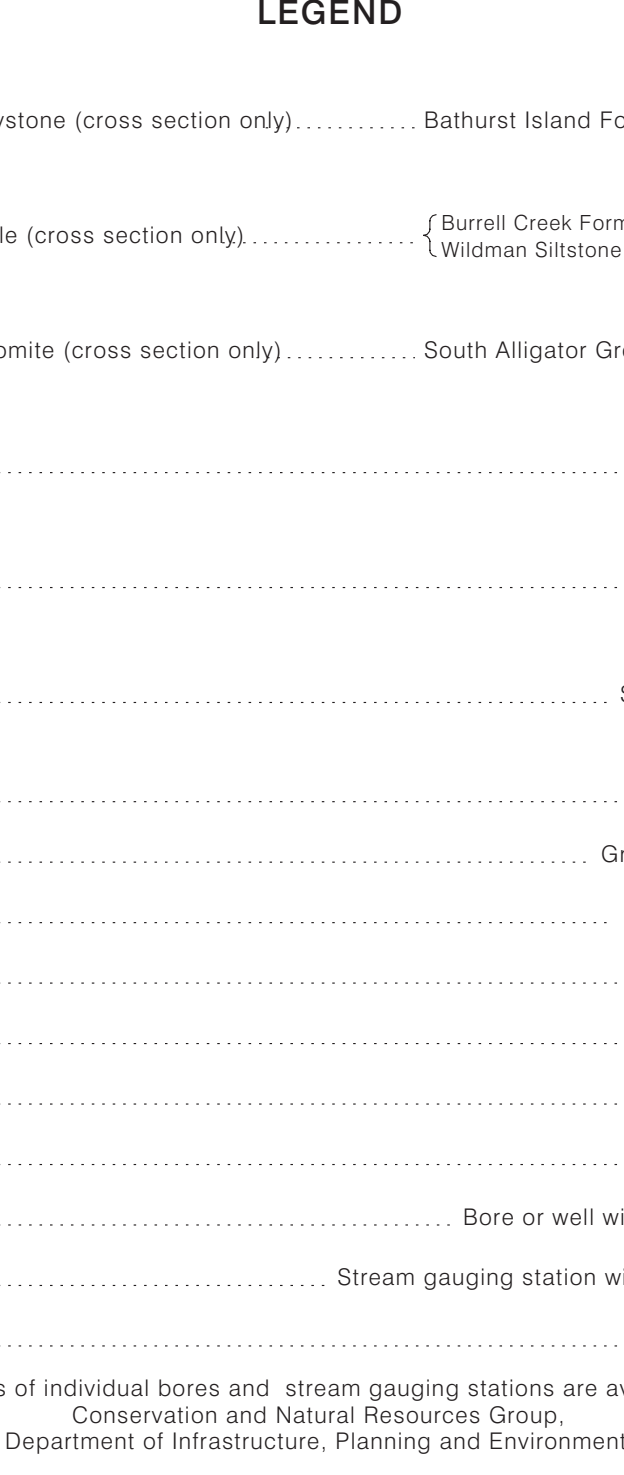 LEGEND
ystone (cross section only)............ Bathurst Island Fo
le (cross section only)................ { Burrell Creek Form
Wildman Siltstone
omite (cross section only)............. South Alligator Gr
S
Gr
Bore or well wi
Stream gauging station wi
s of individual bores and stream gauging stations are av
Conservation and Natural Resources Group,
Department of Infrastructure, Planning and Environment